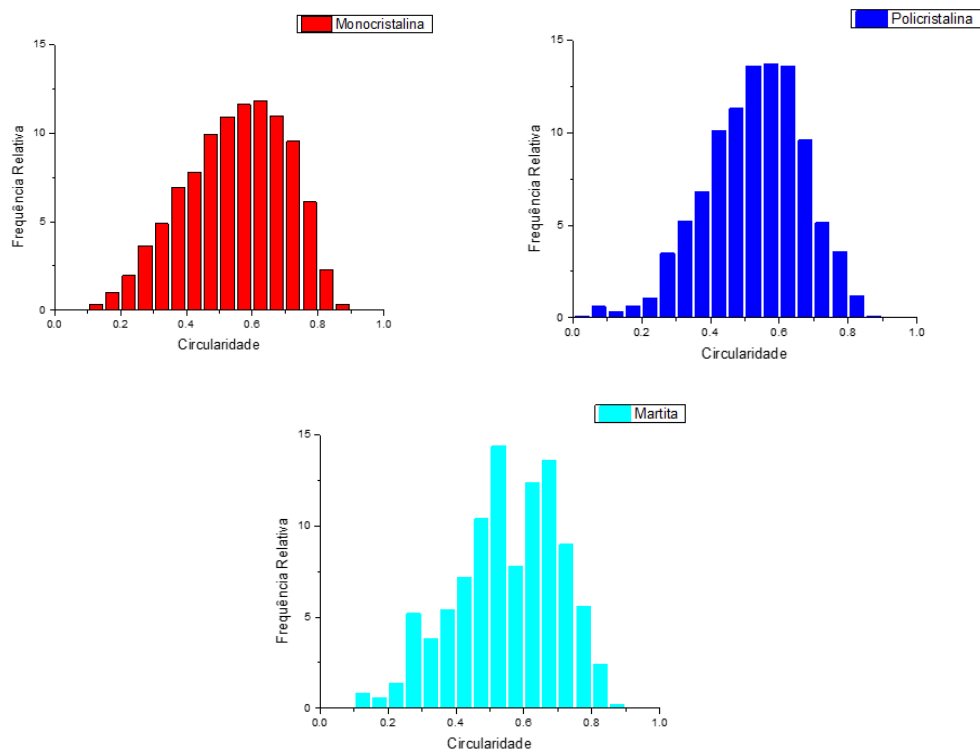 Monocristalina
15
10
5
0
Frequência Relativa
0.0 0.2 0.4 0.6 0.8 1.0
Circularidade
Policristalina
15
10
5
0
Frequência Relativa
0.0 0.2 0.4 0.6 0.8 1.0
Circularidade
Martita
15
10
5
0
Frequência Relativa
0.0 0.2 0.4 0.6 0.8 1.0
Circularidade